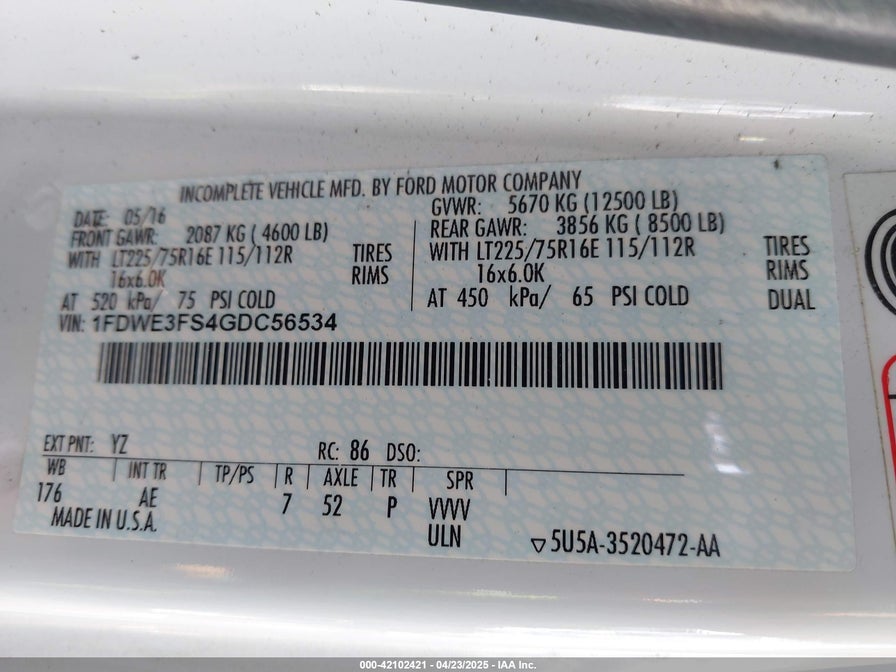 INCOMPLETE VEHICLE MFD. BY FORD MOTOR COMPANY
DATE: 05/16 GVWR: 5670 KG (12500 LB)
FRONT GAWR: 2087 KG ( 4600 LB) REAR GAWR: 3856 KG ( 8500 LB)
WITH LT225/75R16E 115/112R TIRES WITH LT225/75R16E 115/112R TIRES
16x6.0K RIMS 16x6.0K RIMS
AT 520 kPa/ 75 PSI COLD AT 450 kPa/ 65 PSI COLD DUAL
VIN: 1FDWE3FS4GDC56534
EXT PNT: YZ RC: 86 DSO:
WB INT TR TP/PS R AXLE TR SPR
176 AE 7 52 P VVVV
MADE IN U.S.A. ULN 5U5A-3520472-AA
000-42102421 - 04/23/2025 - IAA Inc.